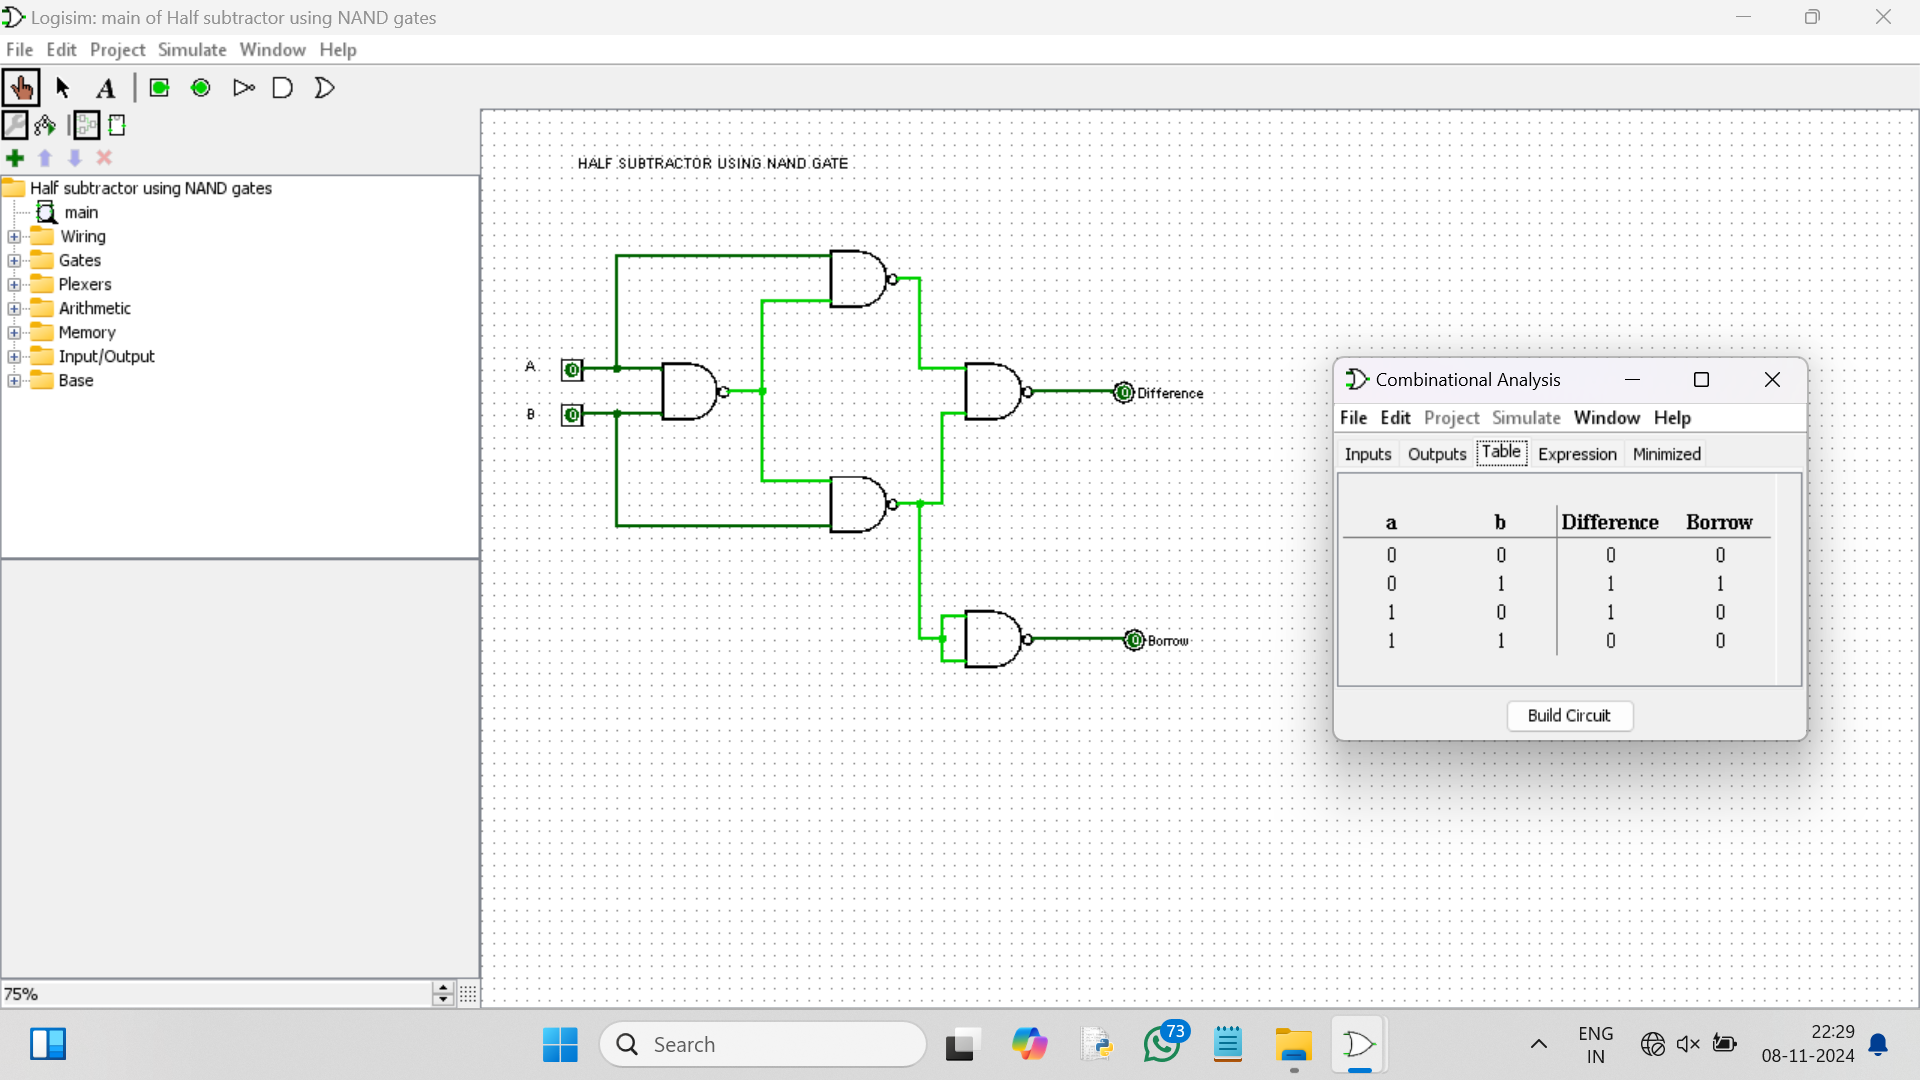 Logisim: main of Half subtractor using NAND gates
File Edit Project Simulate Window Help
A
HALF SUBTRACTOR USING NAND GATE
Half subtractor using NAND gates
main
Wiring
Gates
Plexers
Arithmetic
Memory
Input/Output
Base
A 0
B 0
0 Difference
0 Borrow
Combinational Analysis
File Edit Project Simulate Window Help
Inputs Outputs Table Expression Minimized
a b Difference Borrow
0 0 0 0
0 1 1 1
1 0 1 0
1 1 0 0
Build Circuit
75%
Search
73
ENG
IN
22:29
08-11-2024